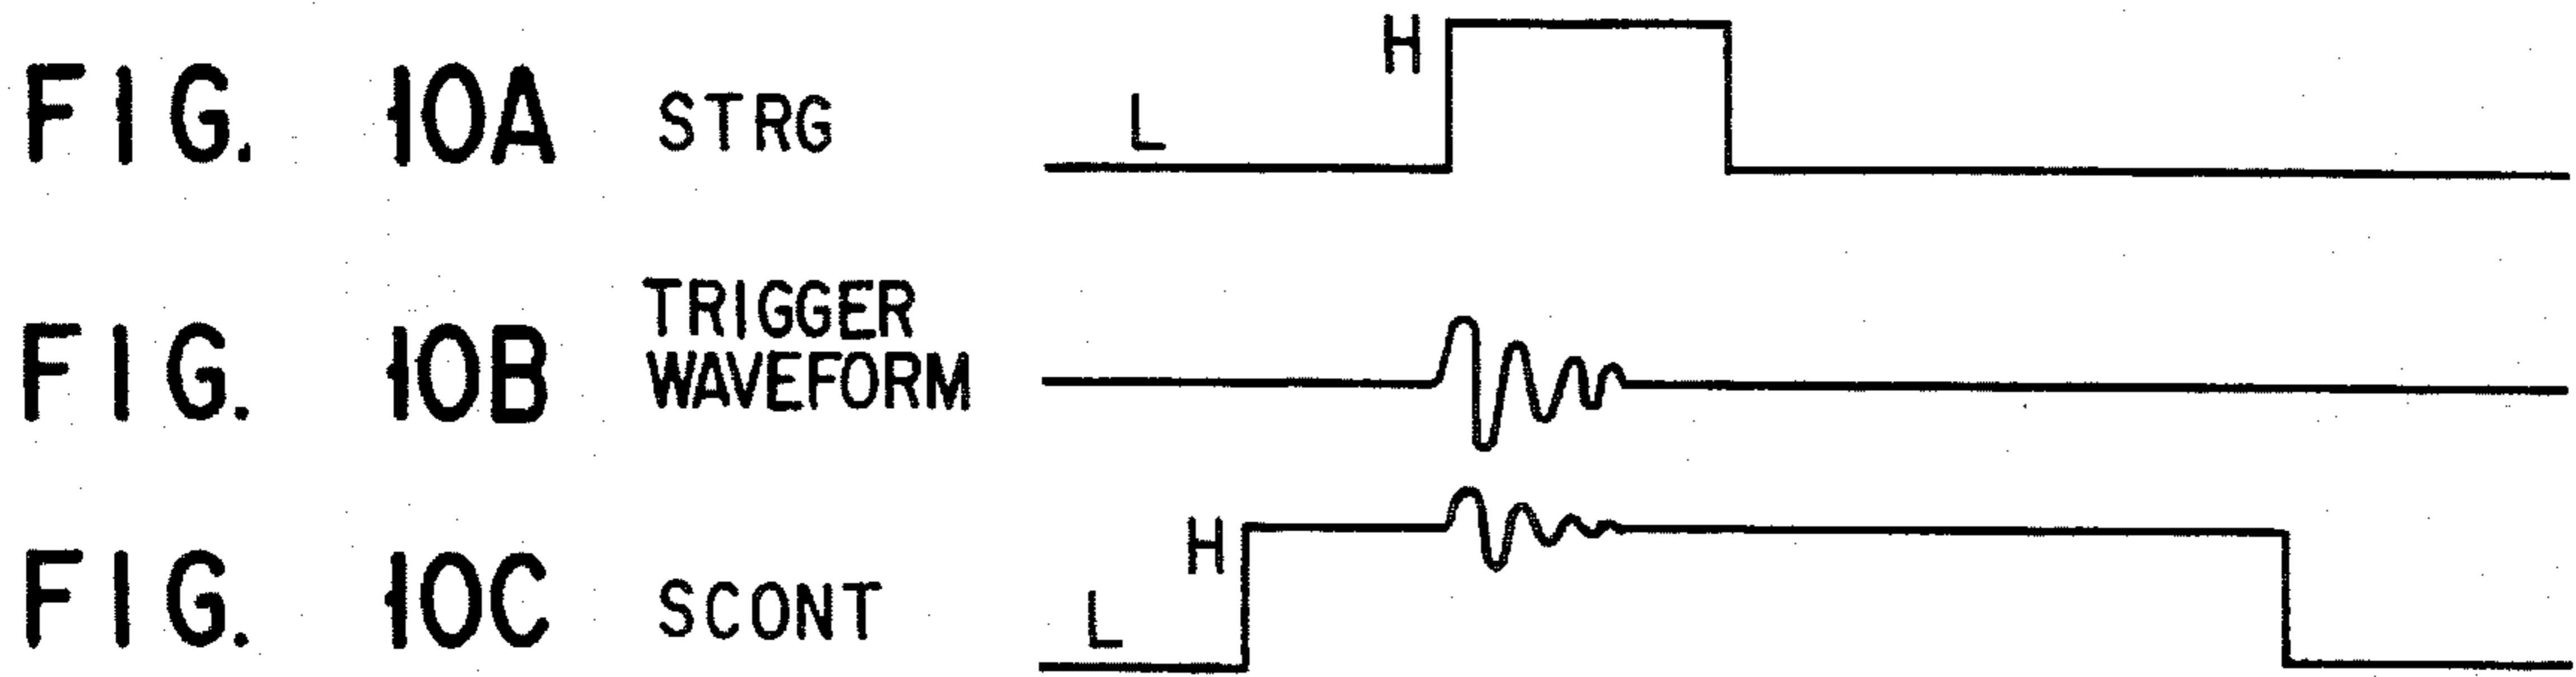 FIG. 10A STRG
L
H
FIG. 10B TRIGGER
WAVEFORM
FIG. 10C SCONT
L
H